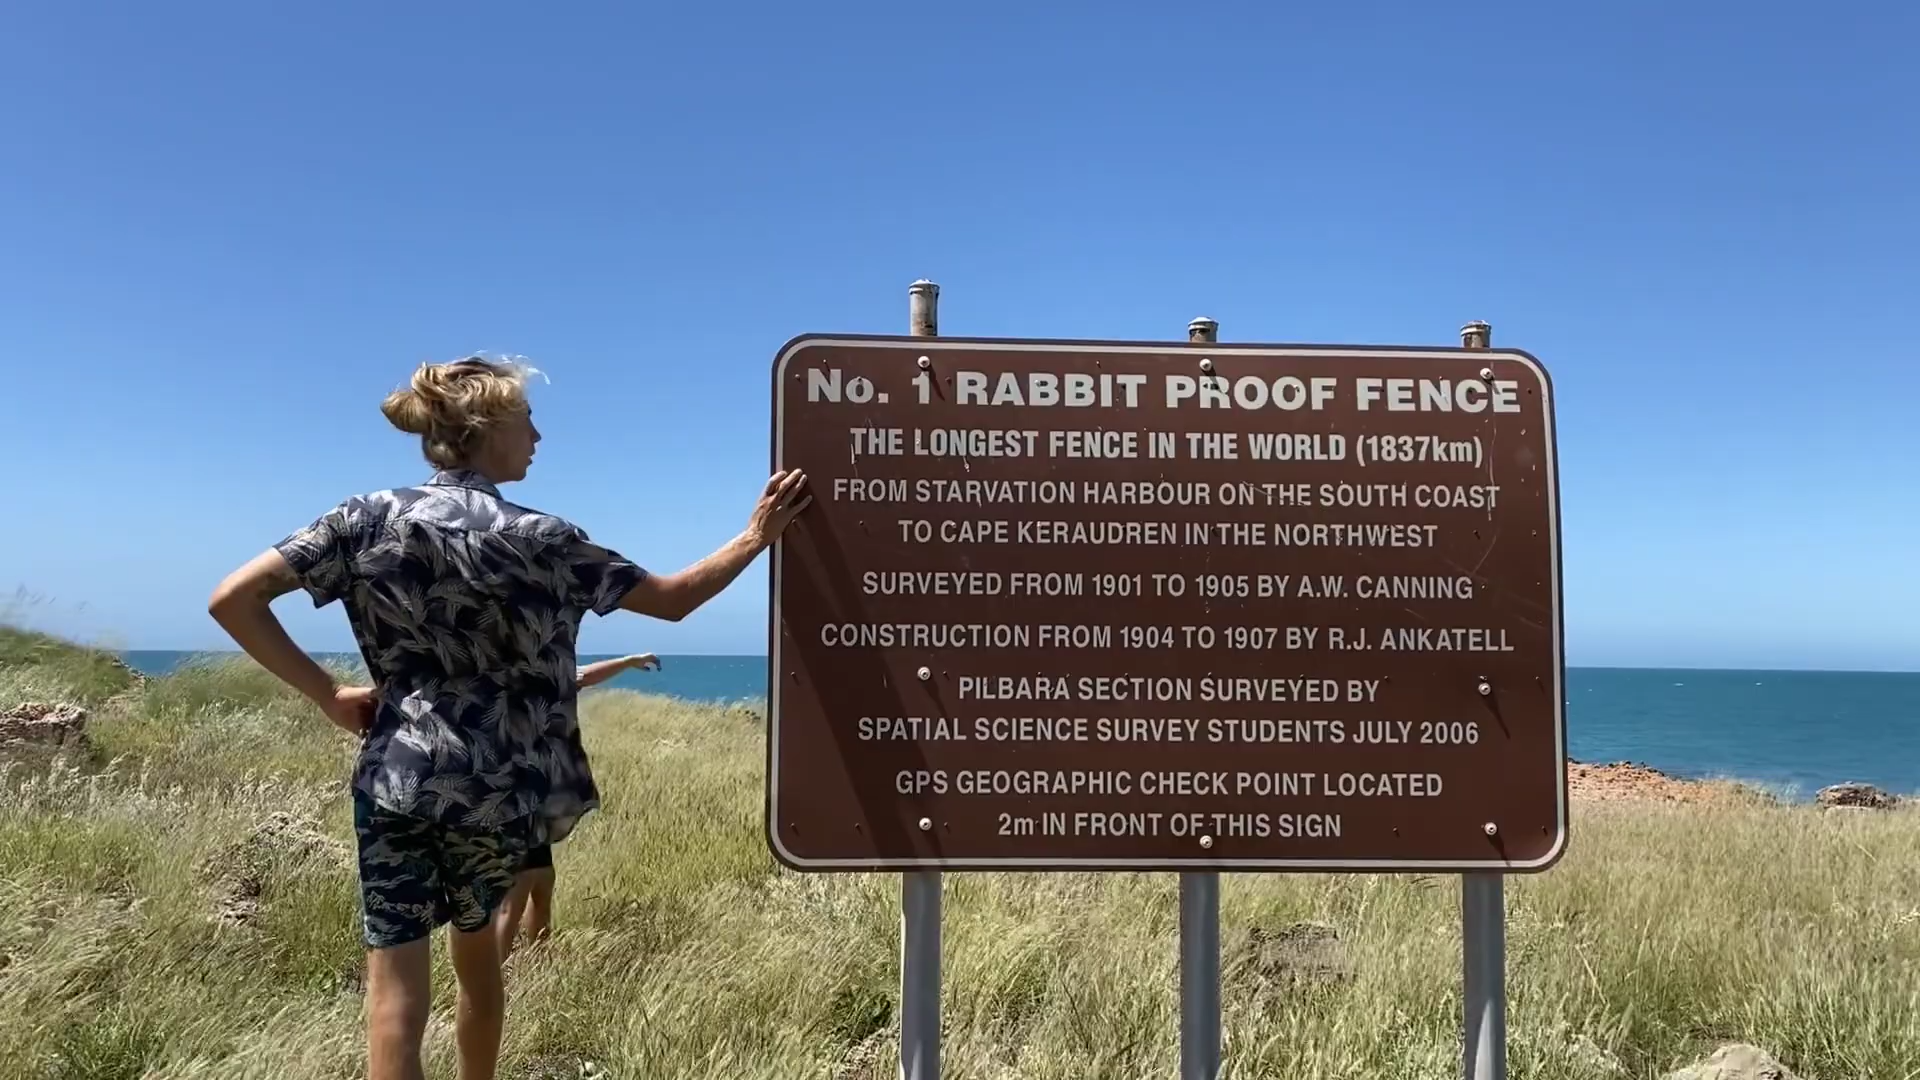 No. 1 RABBIT PROOF FENCE
THE LONGEST FENCE IN THE WORLD (1837km)
FROM STARVATION HARBOUR ON THE SOUTH COAST
TO CAPE KERAUDREN IN THE NORTHWEST
SURVEYED FROM 1901 TO 1905 BY A.W. CANNING
CONSTRUCTION FROM 1904 TO 1907 BY R.J. ANKATELL
PILBARA SECTION SURVEYED BY
SPATIAL SCIENCE SURVEY STUDENTS JULY 2006
GPS GEOGRAPHIC CHECK POINT LOCATED
2m IN FRONT OF THIS SIGN